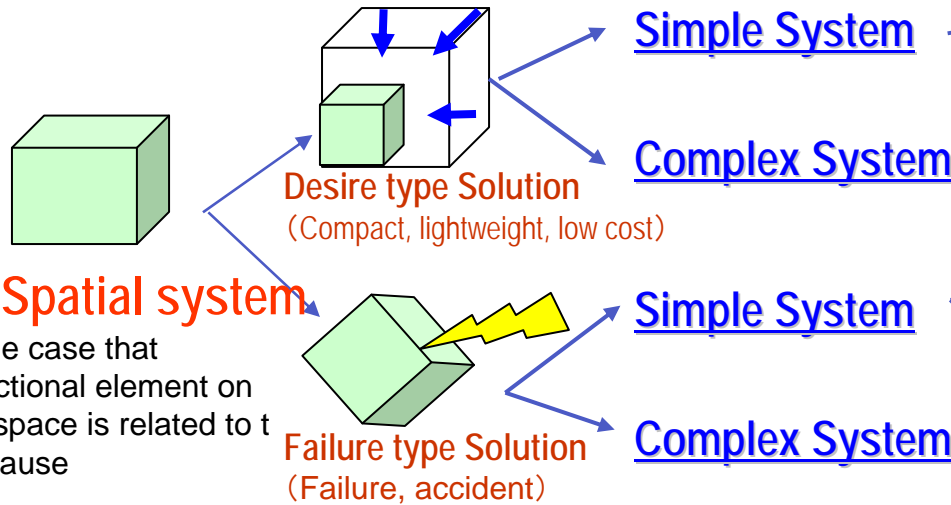 Simple System
Complex System
Desire type Solution
（Compact, lightweight, low cost）
Spatial system
e case that
ctional element on
space is related to t
ause
Simple System
Complex System
Failure type Solution
（Failure, accident）